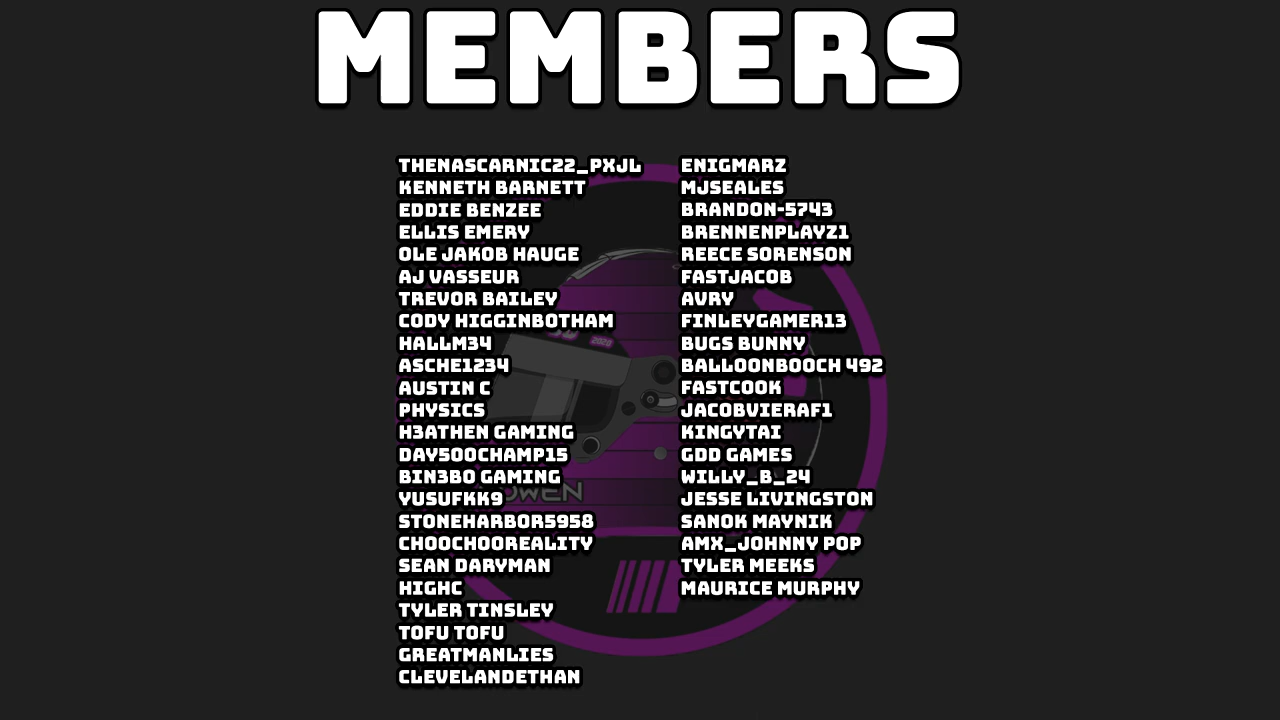 MEMBERS
THENASCARNIC22_PXJL
KENNETH BARNETT
EDDIE BENZEE
ELLIS EMERY
OLE JAKOB HAUGE
AJ VASSEUR
TREVOR BAILEY
CODY HIGGINBOTHAM
HALLM34
ASCHE1234
AUSTIN C
PHYSICS
H3ATHEN GAMING
DAY500CHAMP15
BIN3BO GAMING
YUSUFKK9
STONEHARBOR5958
CHOOCHOOREALITY
SEAN DARYMAN
HIGHC
TYLER TINSLEY
TOFU TOFU
GREATMANLIES
CLEVELANDETHAN
ENIGMARZ
MJSEALES
BRANDON-5743
BRENNENPLAYZ1
REECE SORENSON
FASTJACOB
AVRY
FINLEYGAMER13
BUGS BUNNY
BALLOONBOOCH 492
FASTCOOK
JACOBVIERAF1
KINGYTAI
GDD GAMES
WILLY_B_24
JESSE LIVINGSTON
SANOK MAYNIK
AMX_JOHNNY POP
TYLER MEEKS
MAURICE MURPHY
2020